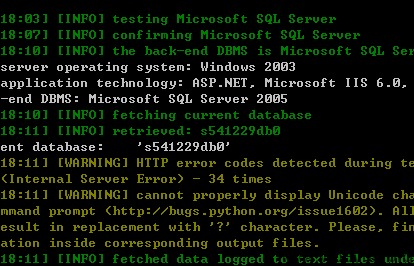 18:03] [INFO] testing Microsoft SQL Server
18:07] [INFO] confirming Microsoft SQL Server
18:10] [INFO] the back-end DBMS is Microsoft SQL Ser
server operating system: Windows 2003
application technology: ASP.NET, Microsoft IIS 6.0,
-end DBMS: Microsoft SQL Server 2005
18:10] [INFO] fetching current database
18:11] [INFO] retrieved: s541229db0
ent database:    's541229db0'
18:11] [WARNING] HTTP error codes detected during te
(Internal Server Error) - 34 times
18:11] [WARNING] cannot properly display Unicode cha
mmand prompt (http://bugs.python.org/issue1602). All
esult in replacement with '?' character. Please, fin
ation inside corresponding output files.
18:11] [INFO] fetched data logged to text files unde